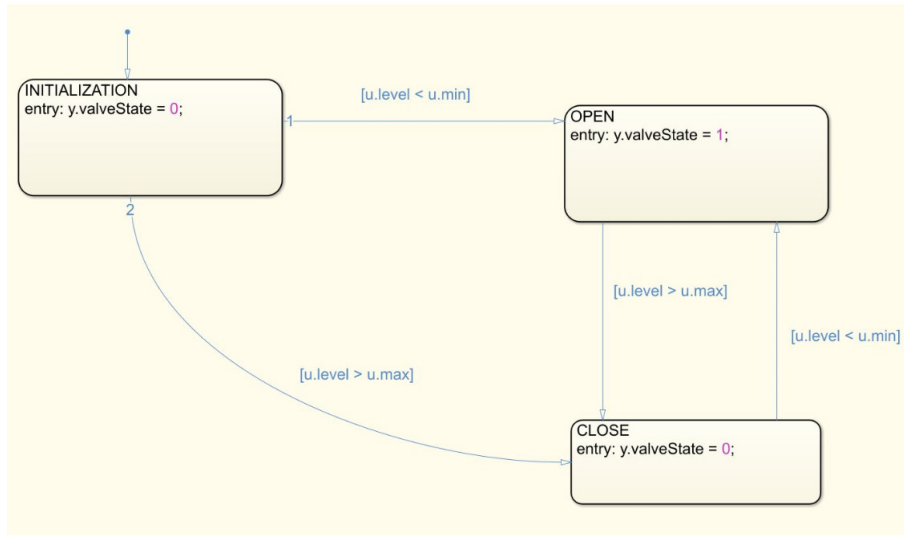 INITIALIZATION
entry: y.valveState = 0;
1
[u.level < u.min]
OPEN
entry: y.valveState = 1;
2
[u.level > u.max]
[u.level < u.min]
[u.level > u.max]
CLOSE
entry: y.valveState = 0;